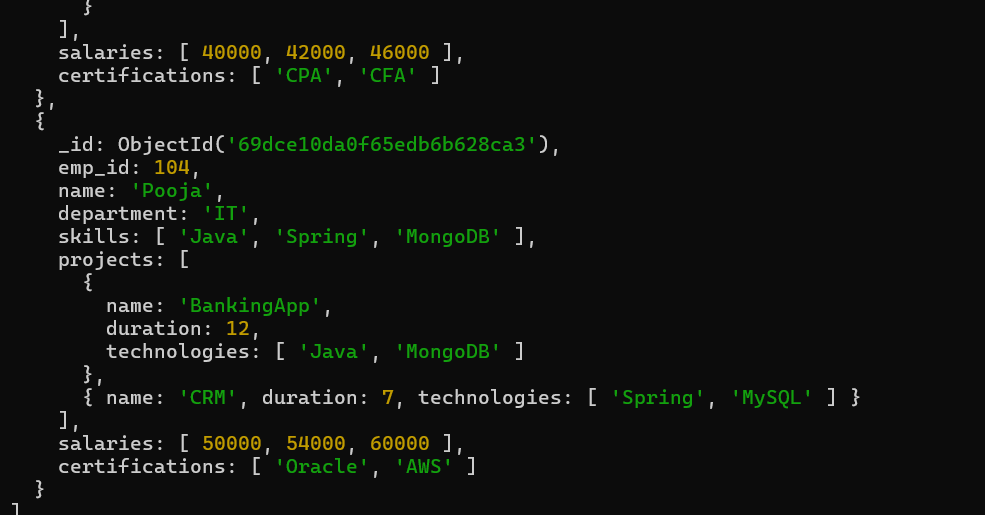 }
],
salaries: [ 40000, 42000, 46000 ],
certifications: [ 'CPA', 'CFA' ]
},
{
_id: ObjectId('69dce10da0f65edb6b628ca3'),
emp_id: 104,
name: 'Pooja',
department: 'IT',
skills: [ 'Java', 'Spring', 'MongoDB' ],
projects: [
{
name: 'BankingApp',
duration: 12,
technologies: [ 'Java', 'MongoDB' ]
},
{ name: 'CRM', duration: 7, technologies: [ 'Spring', 'MySQL' ] }
],
salaries: [ 50000, 54000, 60000 ],
certifications: [ 'Oracle', 'AWS' ]
}
]